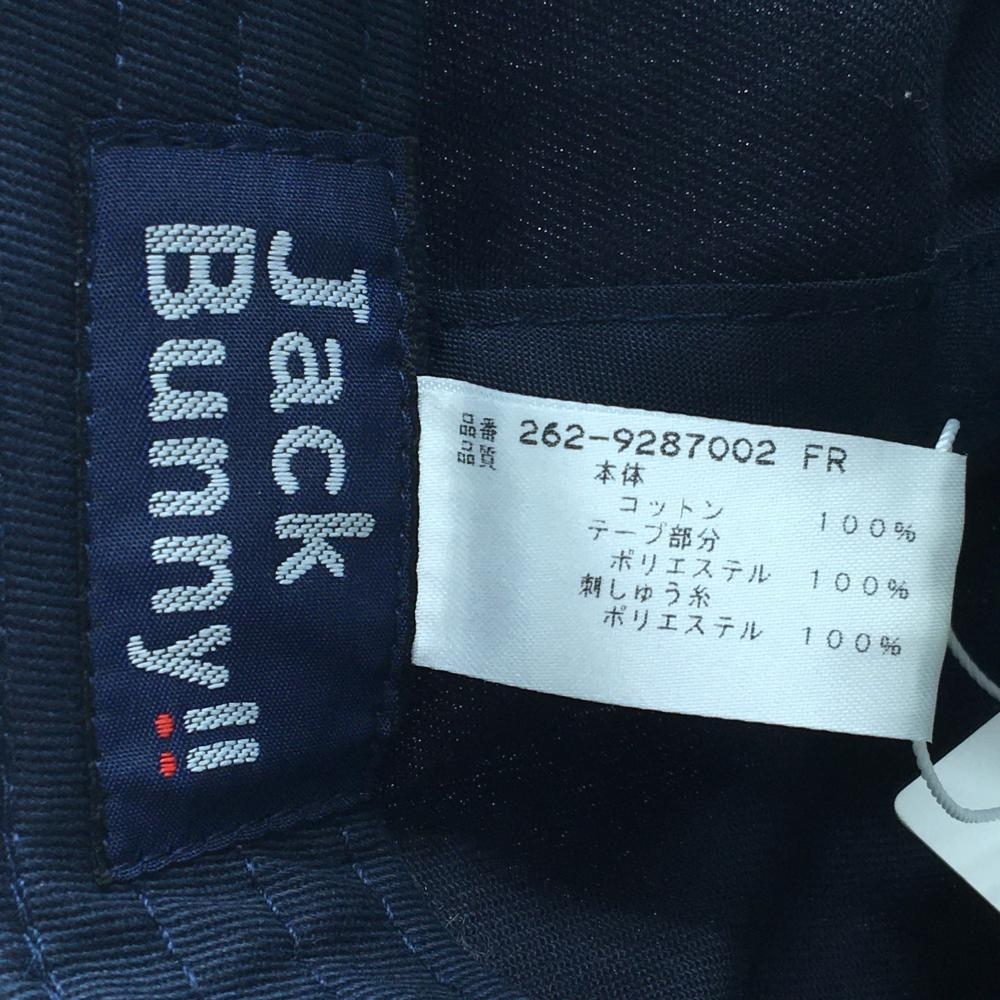 Jack
Bunny!!
品番 262-9287002 FR
品質
本体
コットン 100%
テープ部分
ポリエステル 100%
刺しゅう糸
ポリエステル 100%